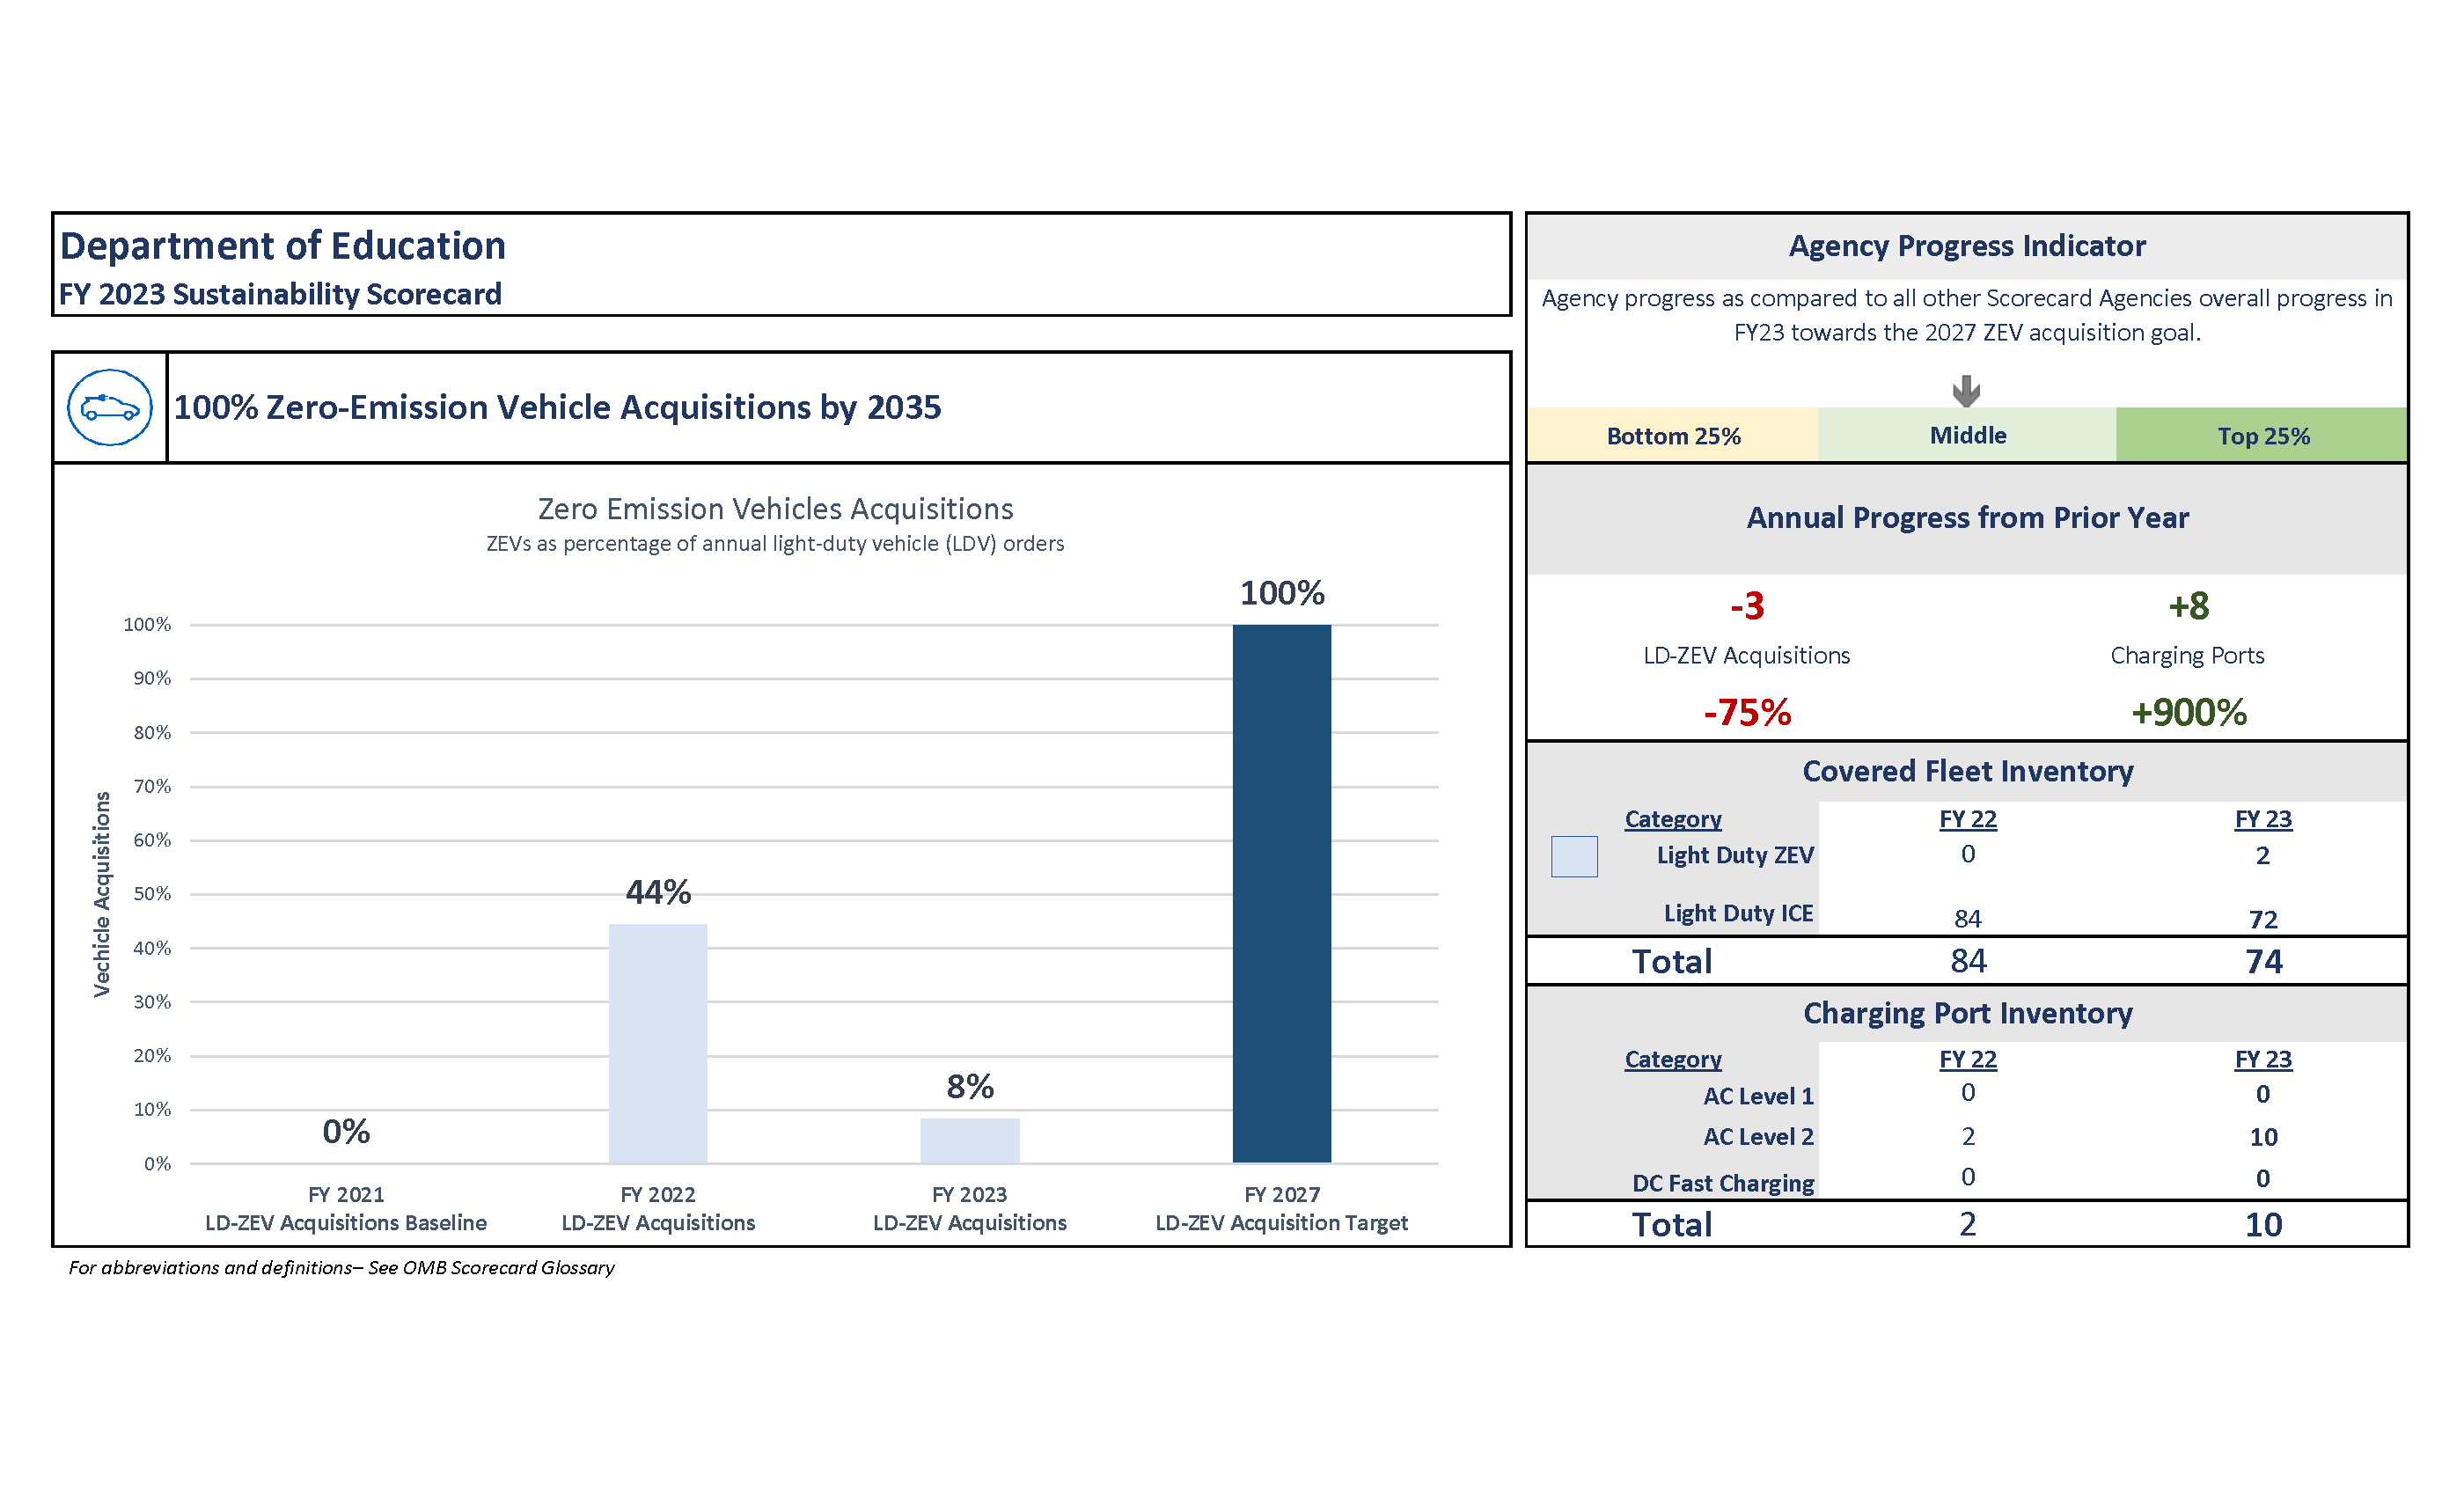 Department of Education
FY 2023 Sustainability Scorecard
100% Zero-Emission Vehicle Acquisitions by 2035
Zero Emission Vehicles Acquisitions
ZEVs as percentage of annual light-duty vehicle (LDV) orders
Vechicle Acquisitions
100%
90%
80%
70%
60%
50%
40%
30%
20%
10%
0%
0%
44%
8%
100%
FY 2021
LD-ZEV Acquisitions Baseline
FY 2022
LD-ZEV Acquisitions
FY 2023
LD-ZEV Acquisitions
FY 2027
LD-ZEV Acquisition Target
For abbreviations and definitions– See OMB Scorecard Glossary
Agency Progress Indicator
Agency progress as compared to all other Scorecard Agencies overall progress in
FY23 towards the 2027 ZEV acquisition goal.
Bottom 25% Middle Top 25%
Annual Progress from Prior Year
-3 +8
LD-ZEV Acquisitions Charging Ports
-75% +900%
Covered Fleet Inventory
Category FY 22 FY 23
Light Duty ZEV 0 2
Light Duty ICE 84 72
Total 84 74
Charging Port Inventory
Category FY 22 FY 23
AC Level 1 0 0
AC Level 2 2 10
DC Fast Charging 0 0
Total 2 10